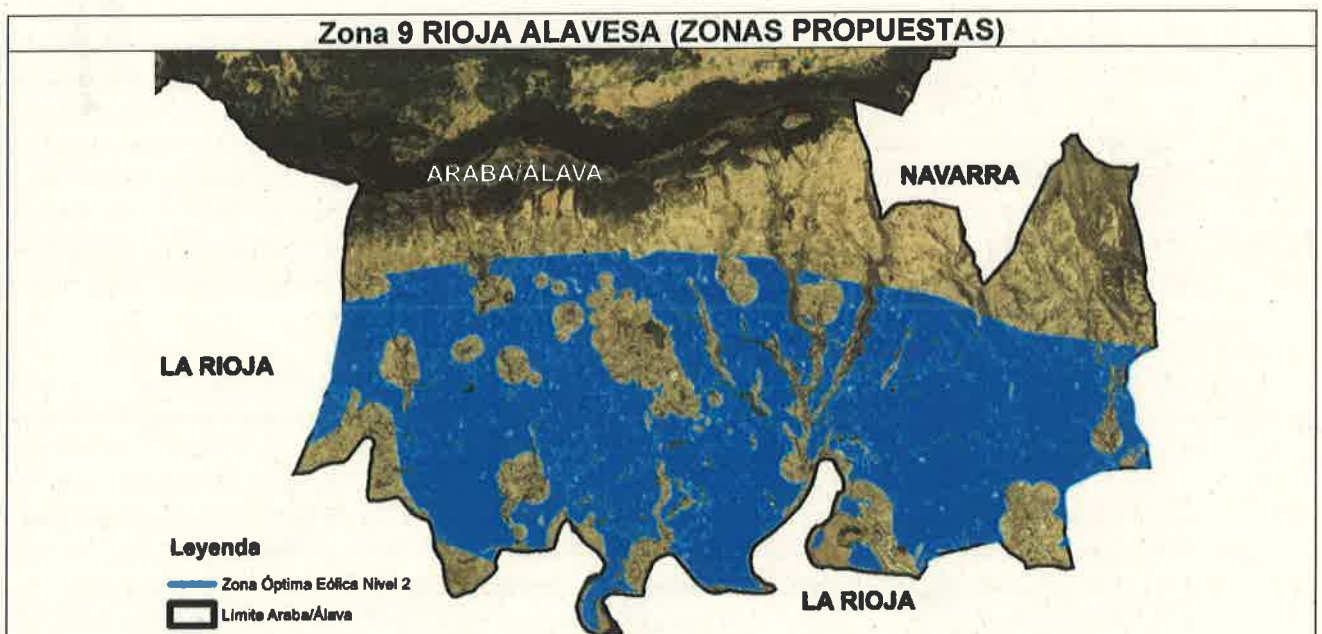 Zona 9 RIOJA ALAVESA (ZONAS PROPUESTAS)
ARABA/ÁLAVA
NAVARRA
LA RIOJA
Leyenda
Zona Óptima Eólica Nivel 2
Límite Araba/Álava
LA RIOJA